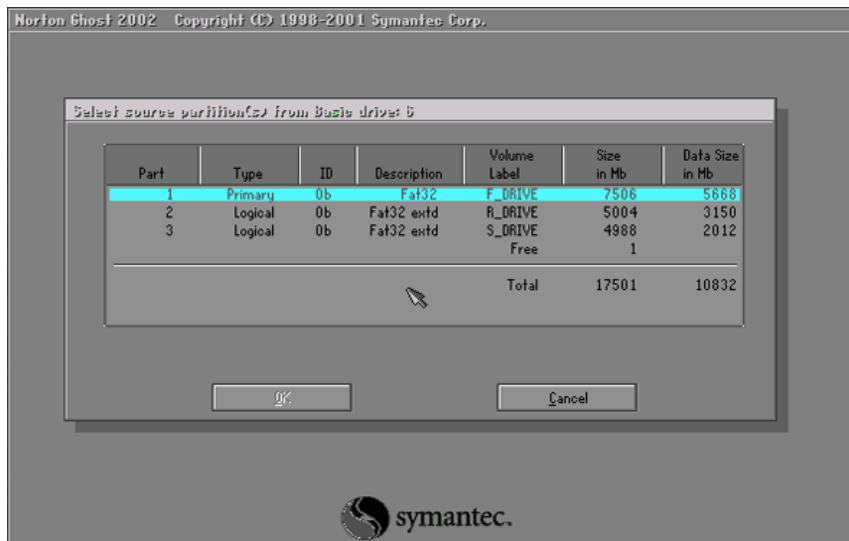 Norton Ghost 2002 Copyright (C) 1998-2001 Symantec Corp.
Select source partition(s) from Basic drive: 6
Part Type ID Description Volume Label Size in Mb Data Size in Mb
1 Primary 0b Fat32 F_DRIVE 7506 5668
2 Logical 0b Fat32 extd R_DRIVE 5004 3150
3 Logical 0b Fat32 extd S_DRIVE 4988 2012
Free 1
Total 17501 10832
OK Cancel
symantec.